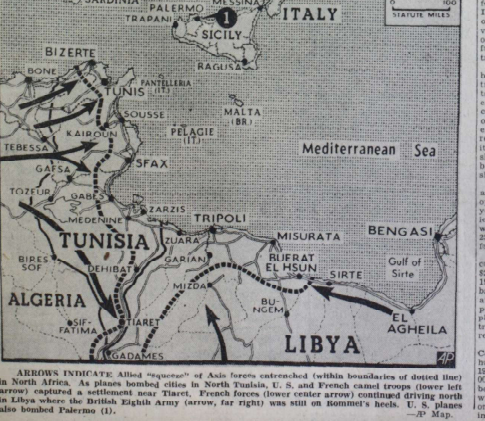 SARDINIA
PALERMO
MESSINA
1
ITALY
100
STATUTE MILES
TRAPANI
SICILY
RAGUSA
BIZERTE
BONE
TUNIS
PANTELLERIA
(IT.)
SOUSSE
MALTA
(BR.)
KAIROUN
PELAGIE
(IT.)
TEBESSA
SFAX
Mediterranean Sea
GAFSA
TOZEUR
GABES
ZARZIS
MEDENINE
TRIPOLI
BENGASI
TUNISIA
ZUARA
MISURATA
GARIAN
BUFRAT
EL HSUN
Gulf of
Sirte
BIRES
SOF
DEHIBAT
SIRTE
MIZDA
ALGERIA
BU-
NGEM
SIF-
FATIMA
TIARET
EL
AGHEILA
LIBYA
GADAMES
AP
ARROWS INDICATE Allied "squeeze" of Axis forces entrenched (within boundaries of dotted line)
in North Africa. As planes bombed cities in North Tunisia, U. S. and French camel troops (lower left
arrow) captured a settlement near Tiaret. French forces (lower center arrow) continued driving north
in Libya where the British Eighth Army (arrow, far right) was still on Rommel's heels. U. S. planes
also bombed Palermo (1).
—AP Map.